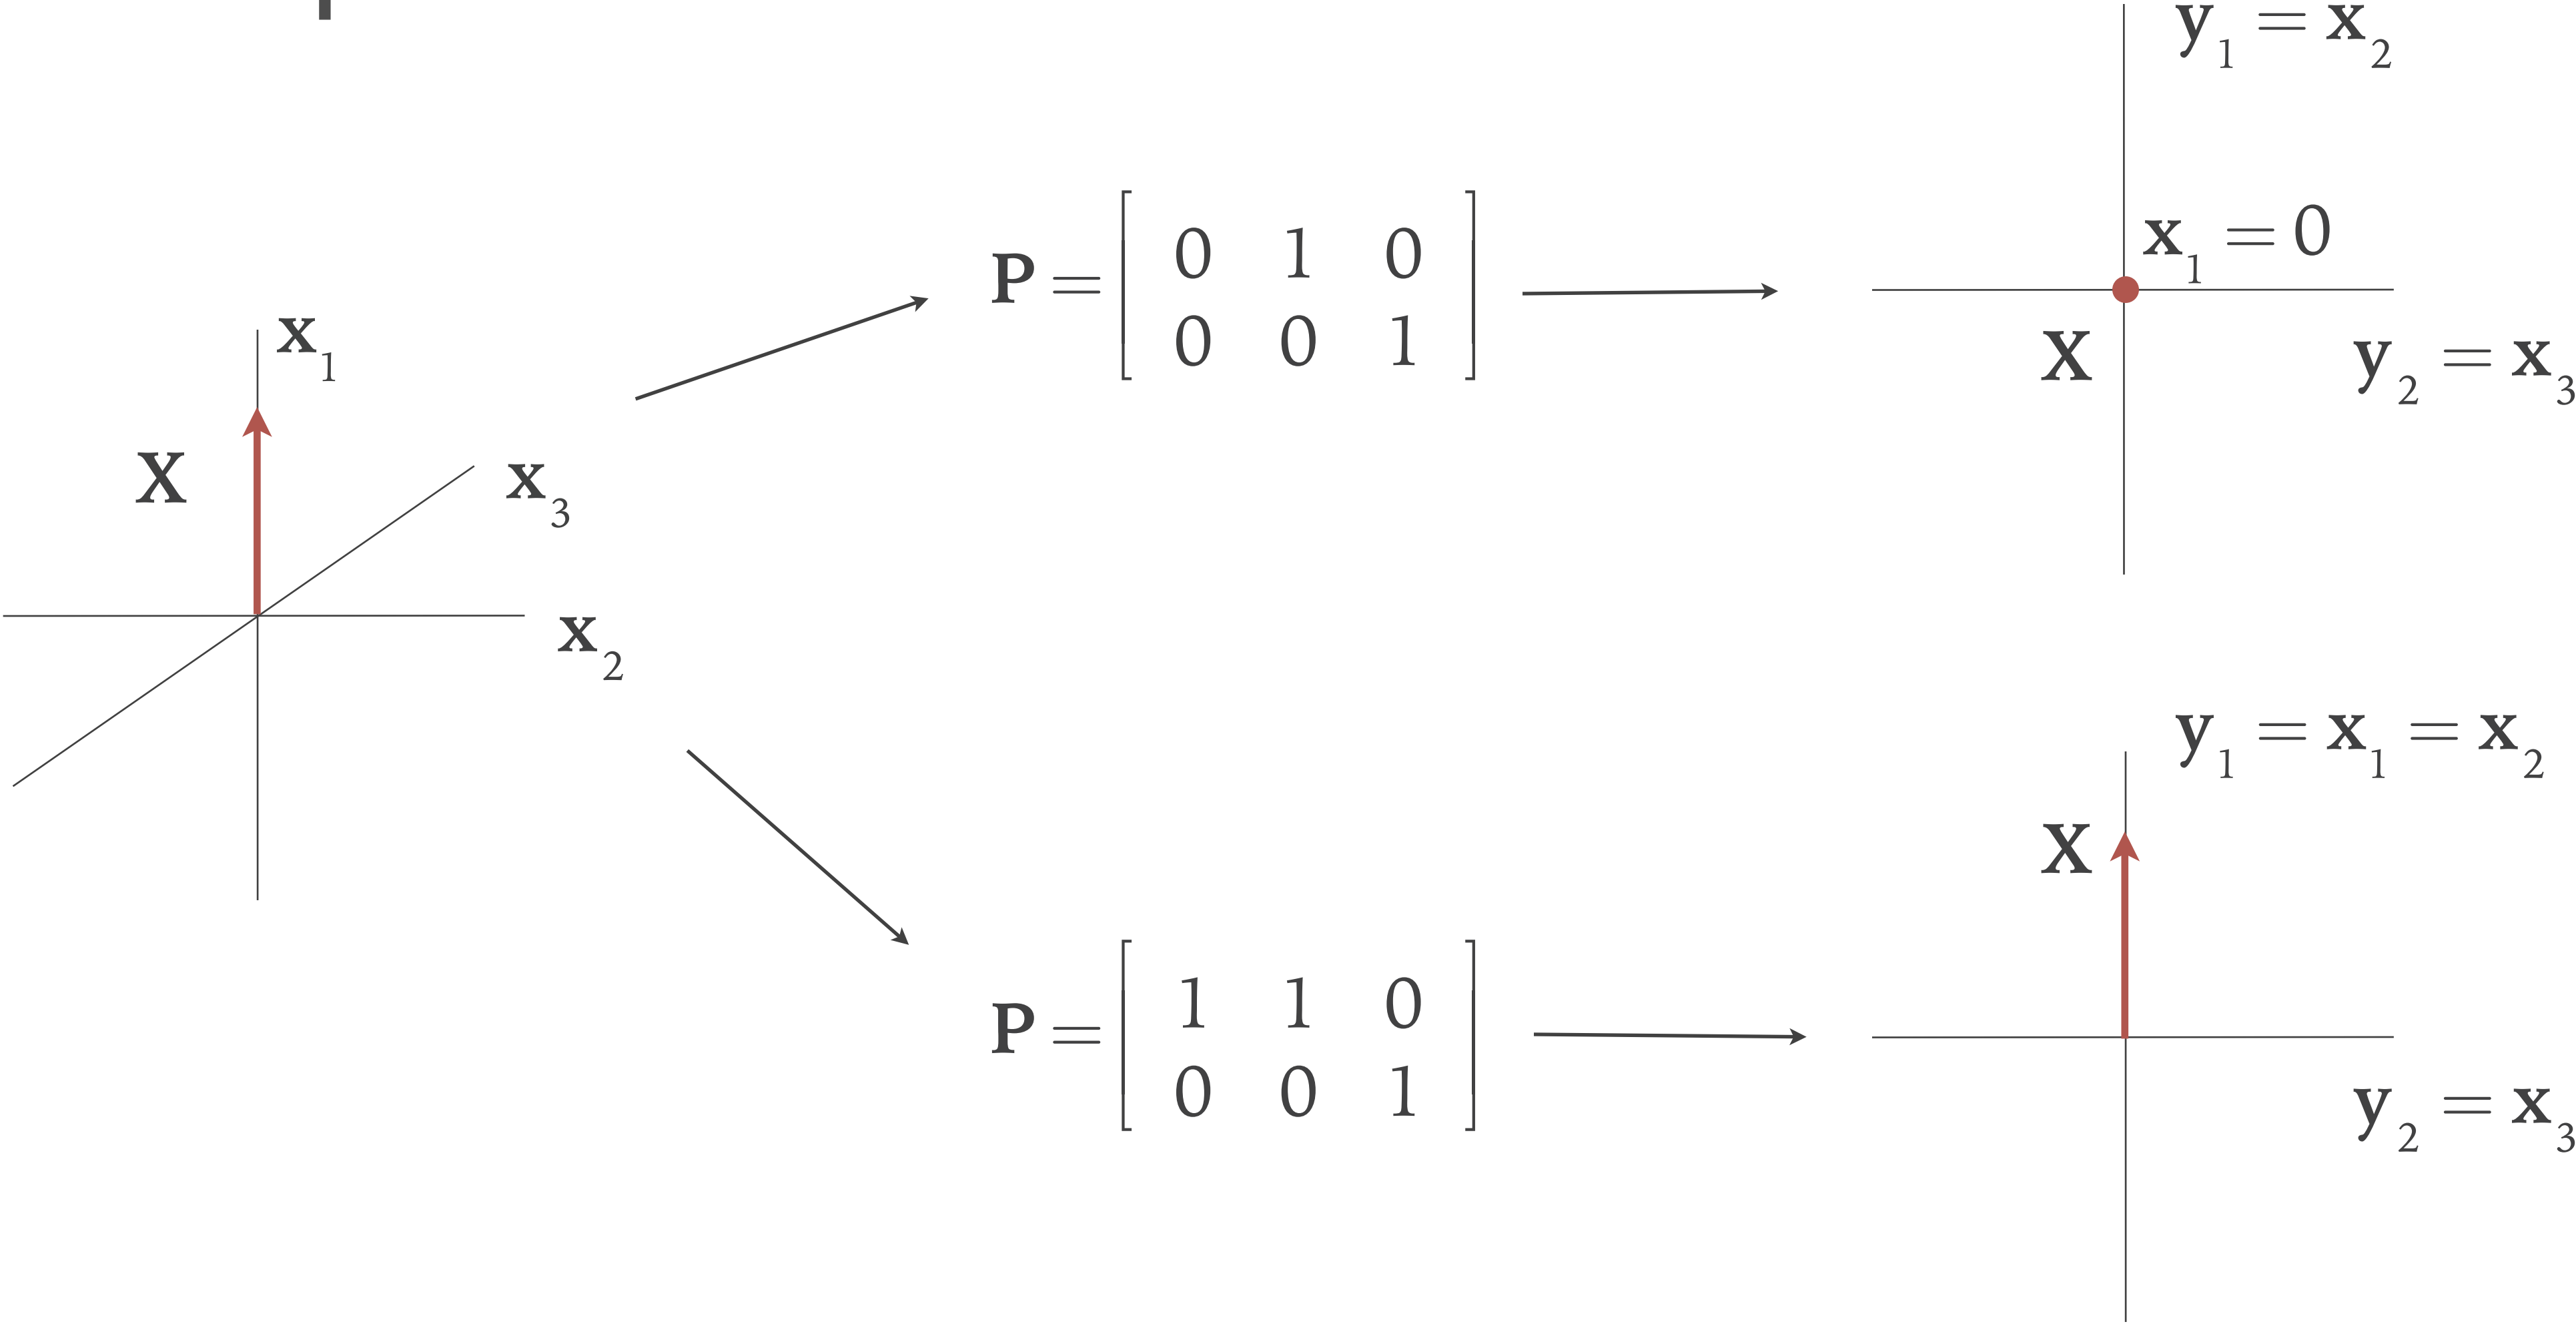 x₁
X
x₃
x₂
P = [ 0 1 0
0 0 1 ]
y₁ = x₂
x₁ = 0
X
y₂ = x₃
P = [ 1 1 0
0 0 1 ]
y₁ = x₁ = x₂
X
y₂ = x₃